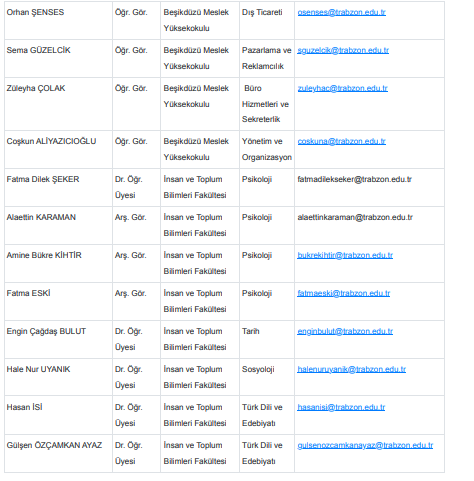 Orhan ŞENSES Öğr. Gör. Beşikdüzü Meslek Dış Ticareti osenses@trabzon.edu.tr
Yüksekokulu
Sema GÜZELCİK Öğr. Gör. Beşikdüzü Meslek Pazarlama ve sguzelcik@trabzon.edu.tr
Yüksekokulu Reklamcılık
Züleyha ÇOLAK Öğr. Gör. Beşikdüzü Meslek Büro zuleyhac@trabzon.edu.tr
Yüksekokulu Hizmetleri ve
Sekreterlik
Coşkun ALİYAZICIOĞLU Öğr. Gör. Beşikdüzü Meslek Yönetim ve coskuna@trabzon.edu.tr
Yüksekokulu Organizasyon
Fatma Dilek ŞEKER Dr. Öğr. İnsan ve Toplum Psikoloji fatmadilekseker@trabzon.edu.tr
Üyesi Bilimleri Fakültesi
Alaettin KARAMAN Arş. Gör. İnsan ve Toplum Psikoloji alaettinkaraman@trabzon.edu.tr
Bilimleri Fakültesi
Amine Bükre KİHTİR Arş. Gör. İnsan ve Toplum Psikoloji bukrekihtir@trabzon.edu.tr
Bilimleri Fakültesi
Fatma ESKİ Arş. Gör. İnsan ve Toplum Psikoloji fatmaeski@trabzon.edu.tr
Bilimleri Fakültesi
Engin Çağdaş BULUT Dr. Öğr. İnsan ve Toplum Tarih enginbulut@trabzon.edu.tr
Üyesi Bilimleri Fakültesi
Hale Nur UYANIK Dr. Öğr. İnsan ve Toplum Sosyoloji halenuruyanik@trabzon.edu.tr
Üyesi Bilimleri Fakültesi
Hasan İSİ Dr. Öğr. İnsan ve Toplum Türk Dili ve hasanisi@trabzon.edu.tr
Üyesi Bilimleri Fakültesi Edebiyatı
Gülşen ÖZÇAMKAN AYAZ Dr. Öğr. İnsan ve Toplum Türk Dili ve gulsenozcamkanayaz@trabzon.edu.tr
Üyesi Bilimleri Fakültesi Edebiyatı